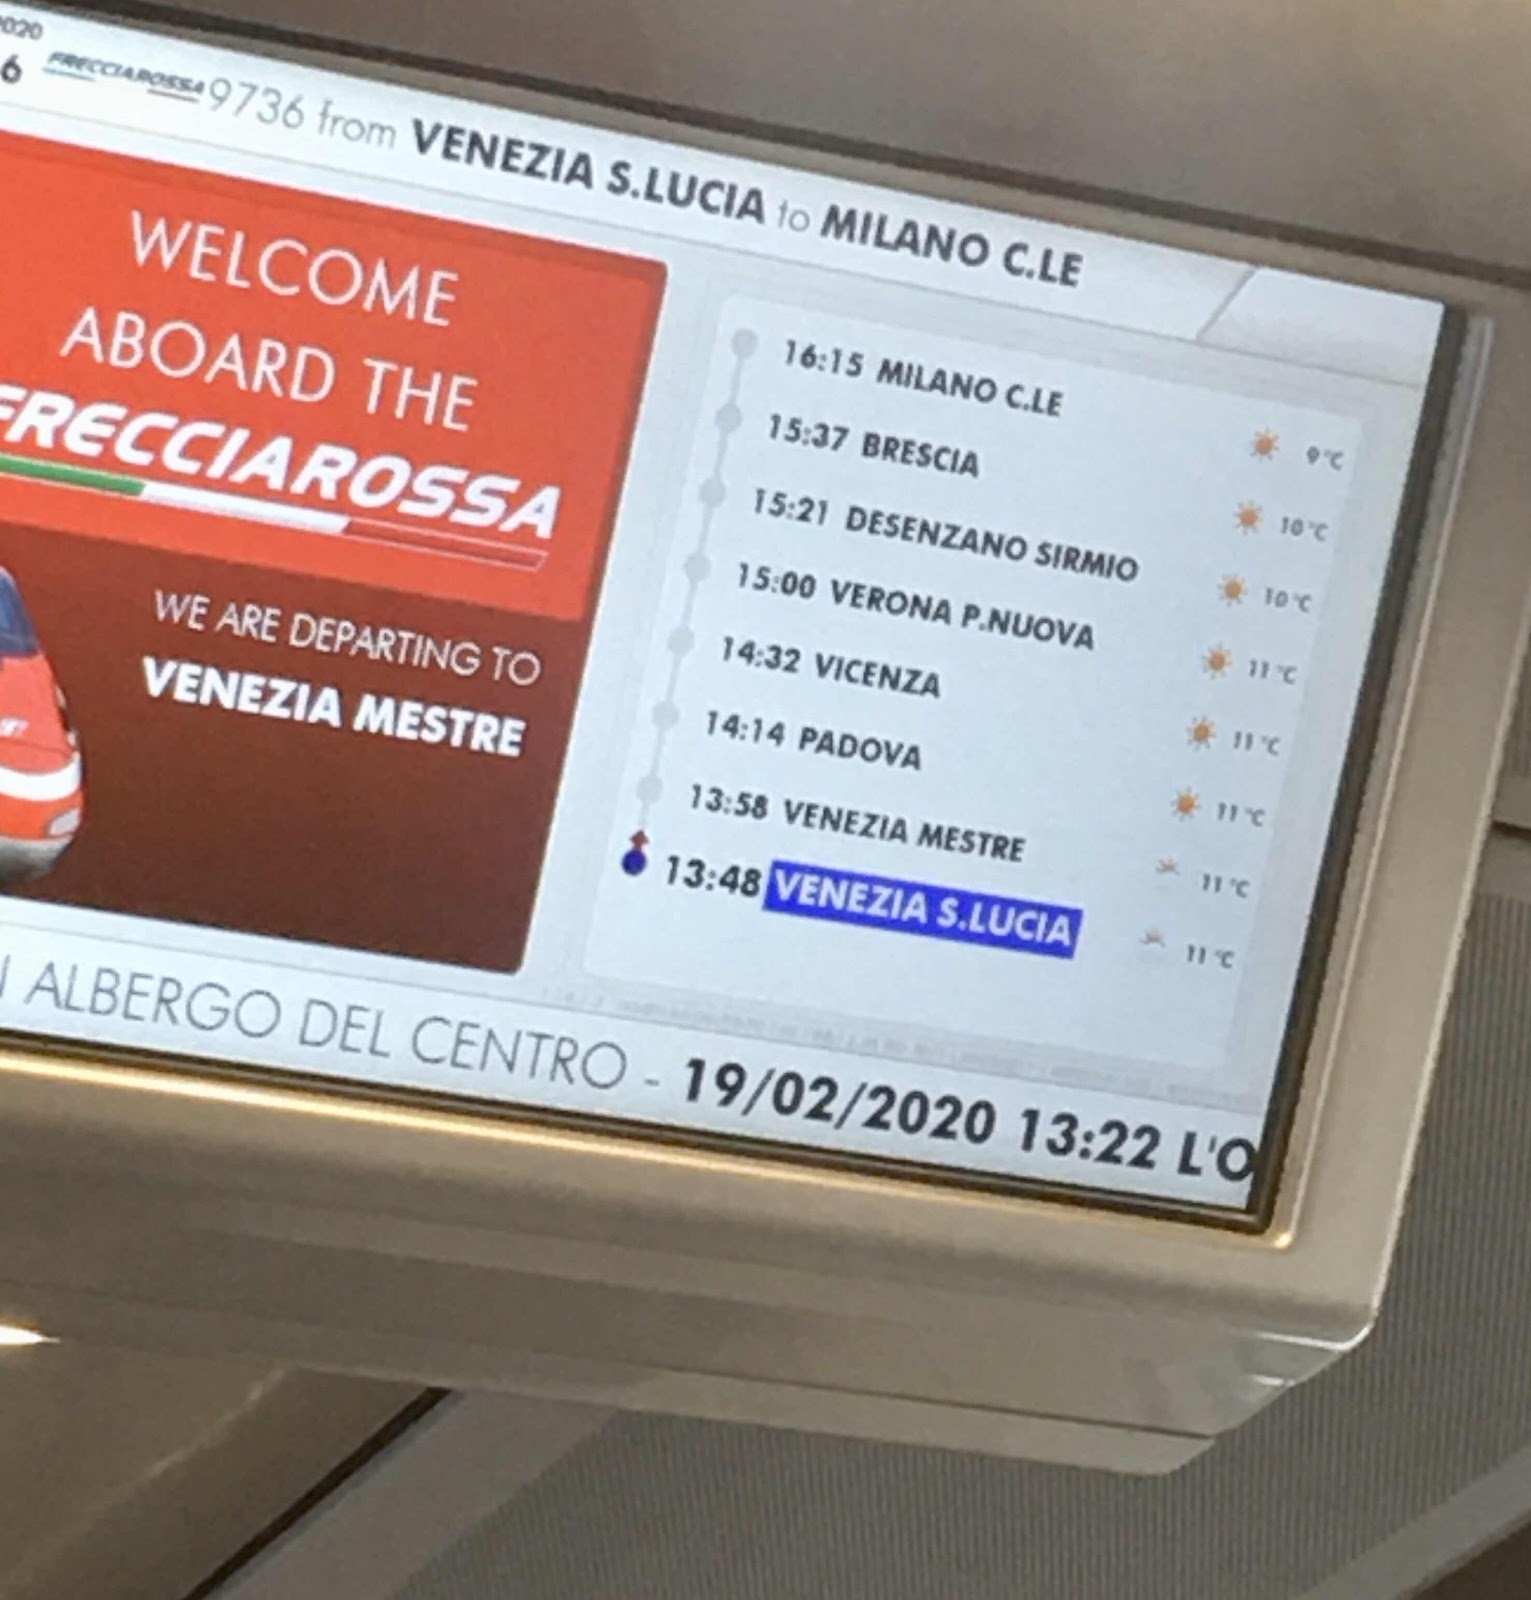 2020
6 FRECCIAROSSA 9736 from VENEZIA S.LUCIA to MILANO C.LE
WELCOME
ABOARD THE
FRECCIAROSSA
WE ARE DEPARTING TO
VENEZIA MESTRE
16:15 MILANO C.LE 9°C
15:37 BRESCIA 10°C
15:21 DESENZANO SIRMIO 10°C
15:00 VERONA P.NUOVA 11°C
14:32 VICENZA 11°C
14:14 PADOVA 11°C
13:58 VENEZIA MESTRE 11°C
13:48 VENEZIA S.LUCIA 11°C
ALBERGO DEL CENTRO - 19/02/2020 13:22 L'O